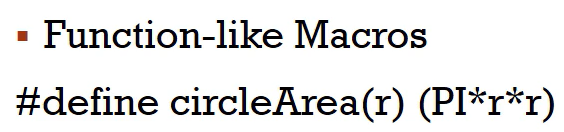 ▪ Function-like Macros
#define circleArea(r) (PI*r*r)